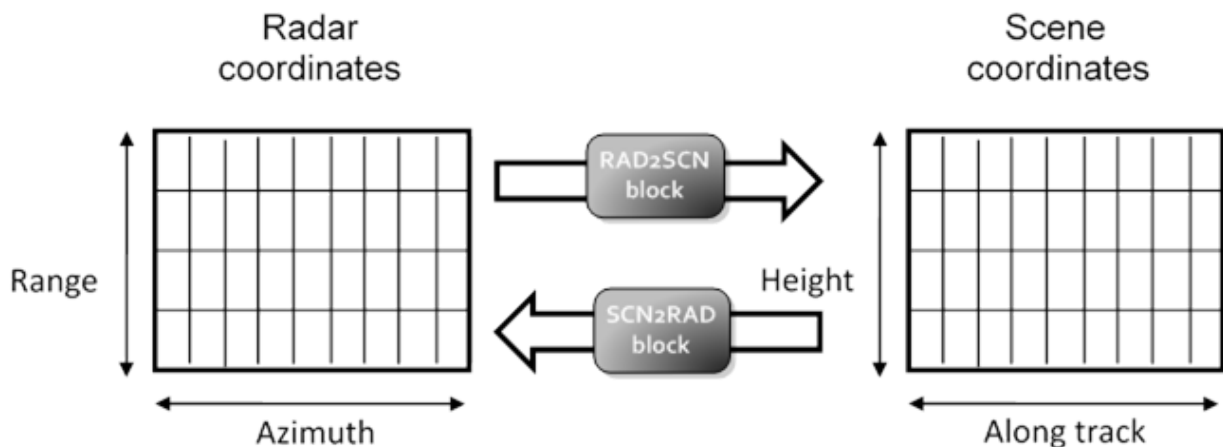 Radar
coordinates
Scene
coordinates
RAD2SCN
block
Range
Height
SCN2RAD
block
Azimuth
Along track